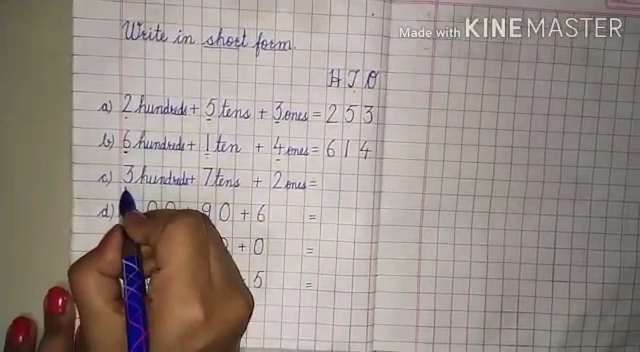 Made with KINEMASTER
Write in short form.
H T O
a) 2 hundreds + 5 tens + 3 ones = 2 5 3
b) 6 hundreds + 1 ten + 4 ones = 6 1 4
c) 3 hundreds + 7 tens + 2 ones =
d) 00 + 90 + 6 =
+ 0 =
+ 5 =